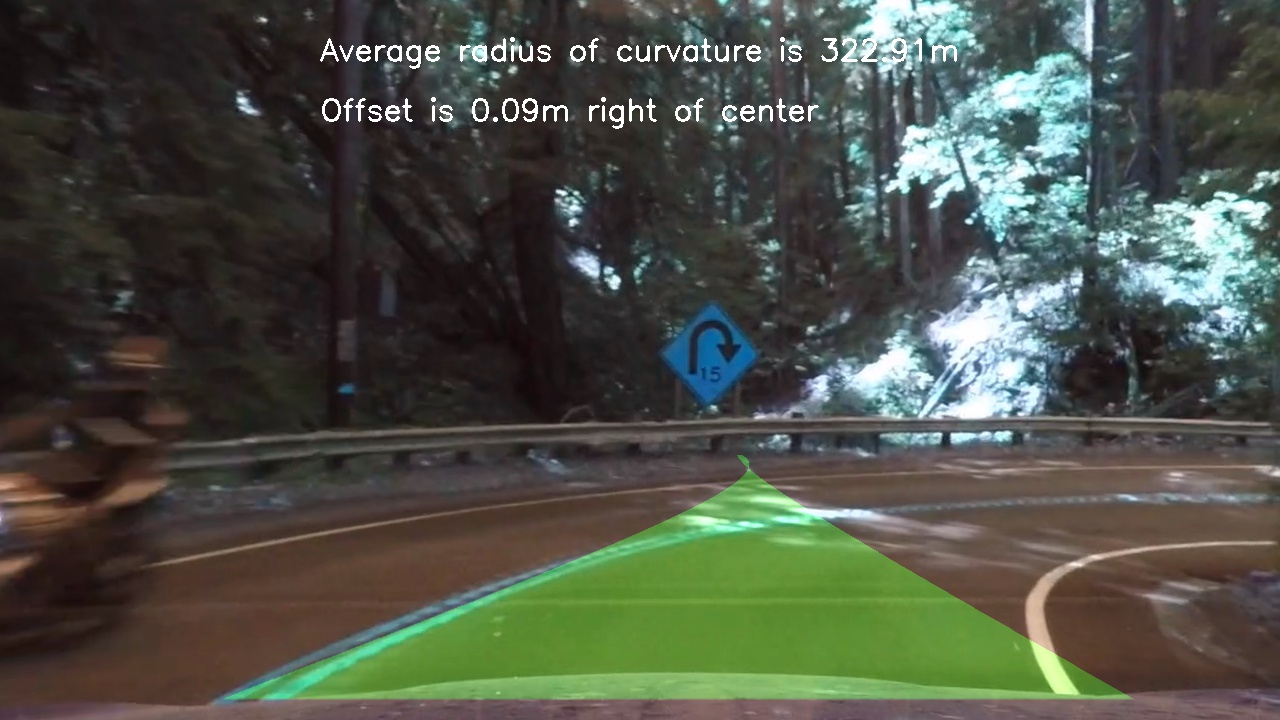 Average radius of curvature is 322.91m
Offset is 0.09m right of center
15